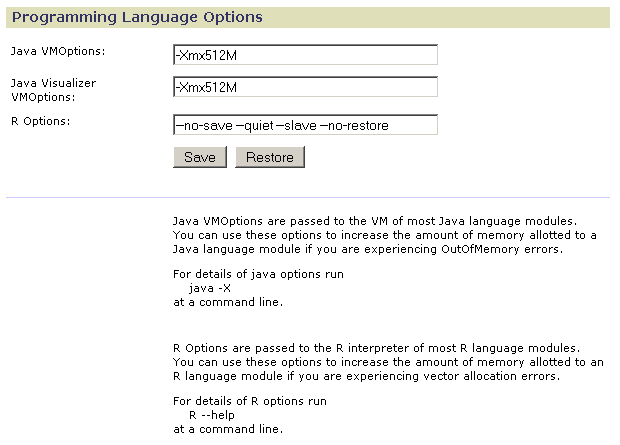 Programming Language Options
Java VMOptions:
-Xmx512M
Java Visualizer
VMOptions:
-Xmx512M
R Options:
--no-save --quiet --slave --no-restore
Save Restore
Java VMOptions are passed to the VM of most Java language modules.
You can use these options to increase the amount of memory allotted to a
Java language module if you are experiencing OutOfMemory errors.
For details of java options run
java -X
at a command line.
R Options are passed to the R interpreter of most R language modules.
You can use these options to increase the amount of memory allotted to an
R language module if you are experiencing vector allocation errors.
For details of R options run
R --help
at a command line.